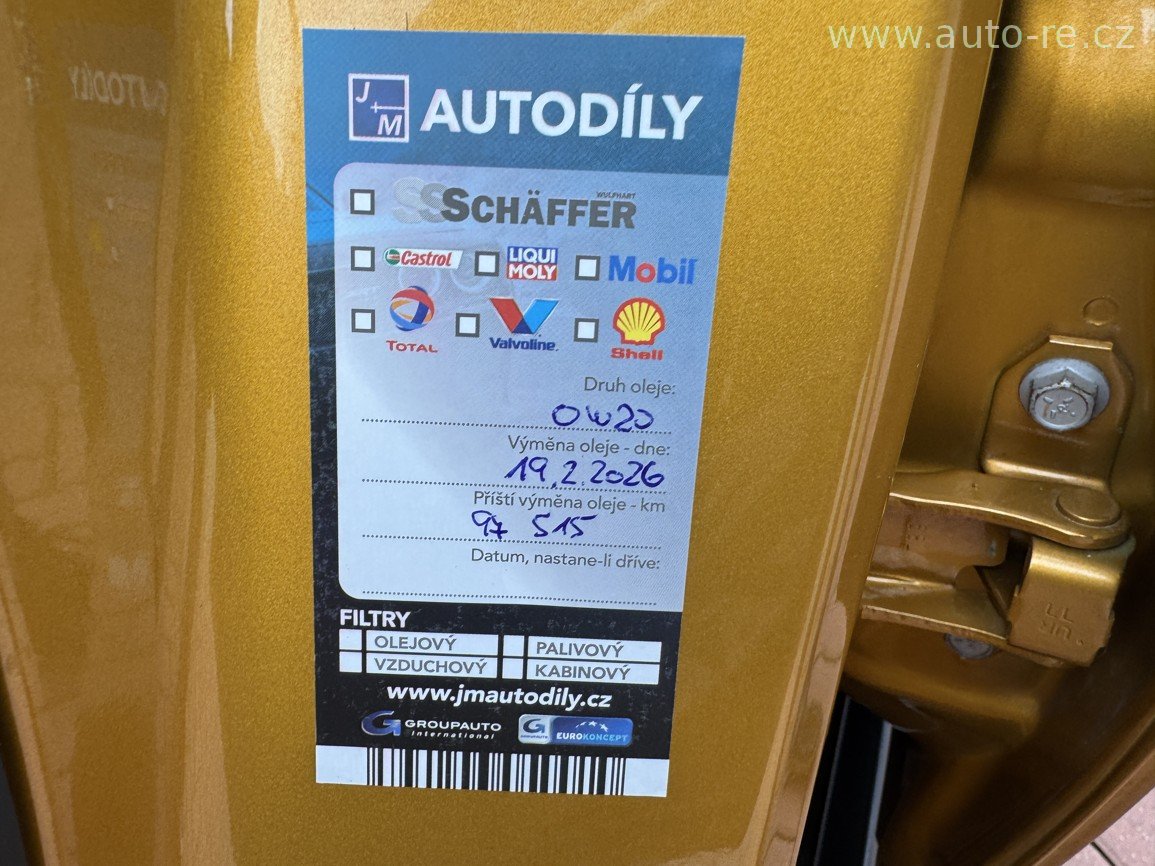 www.auto-re.cz
J M AUTODÍLY
WULFHART
SCHÄFFER
Castrol LIQUI MOLY Mobil
TOTAL Valvoline Shell
Druh oleje:
0W20
Výměna oleje - dne:
19.2.2026
Příští výměna oleje - km
97 515
Datum, nastane-li dříve:
FILTRY
OLEJOVÝ PALIVOVÝ
VZDUCHOVÝ KABINOVÝ
www.jmautodily.cz
G GROUPAUTO International G GROUPAUTO EUROKONCEPT